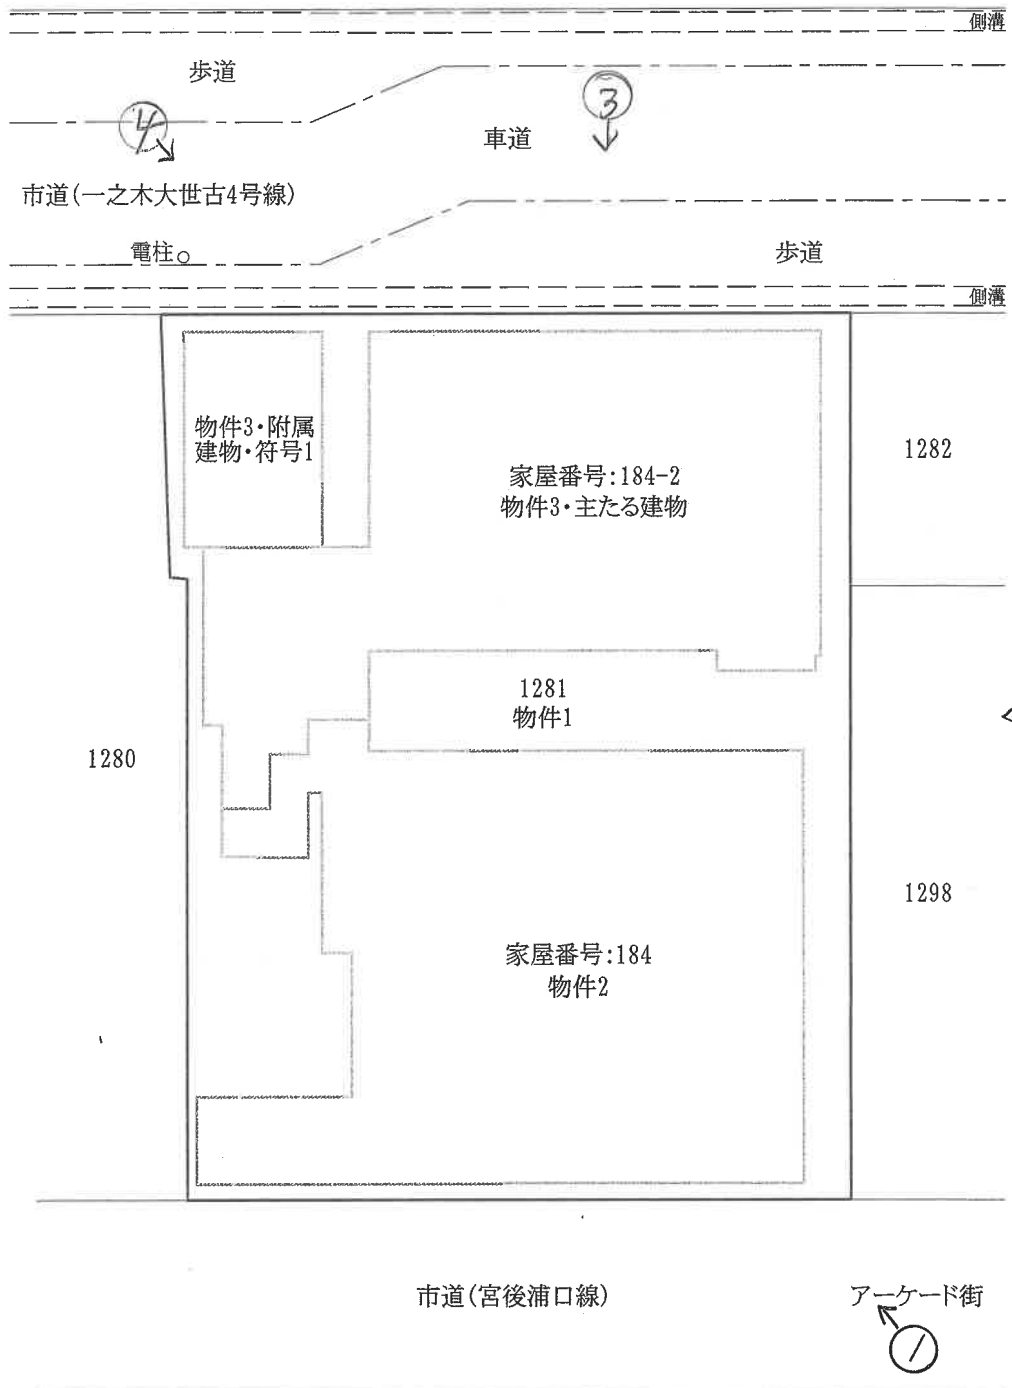 側溝
歩道
3
4
車道
市道(一之木大世古4号線)
電柱
歩道
側溝
物件3・附属
建物・符号1
家屋番号:184-2
物件3・主たる建物
1282
1281
物件1
1280
1298
家屋番号:184
物件2
市道(宮後浦口線)
アーケード街
1